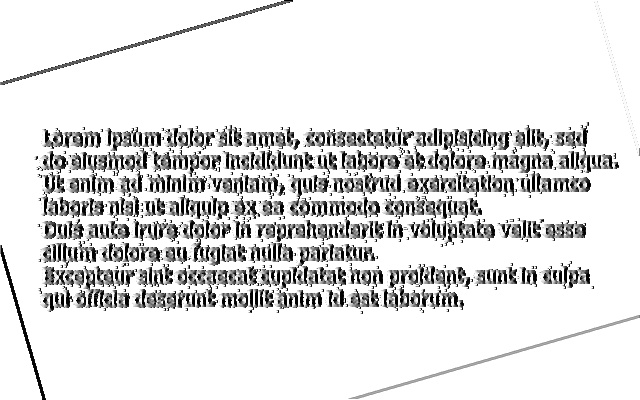 Lorem ipsum dolor sit amet, consectetur adipisicing elit, sed
do eiusmod tempor incididunt ut labore et dolore magna aliqua.
Ut enim ad minim veniam, quis nostrud exercitation ullamco
laboris nisi ut aliquip ex ea commodo consequat.
Duis aute irure dolor in reprehenderit in voluptate velit esse
cillum dolore eu fugiat nulla pariatur.
Excepteur sint occaecat cupidatat non proident, sunt in culpa
qui officia deserunt mollit anim id est laborum.